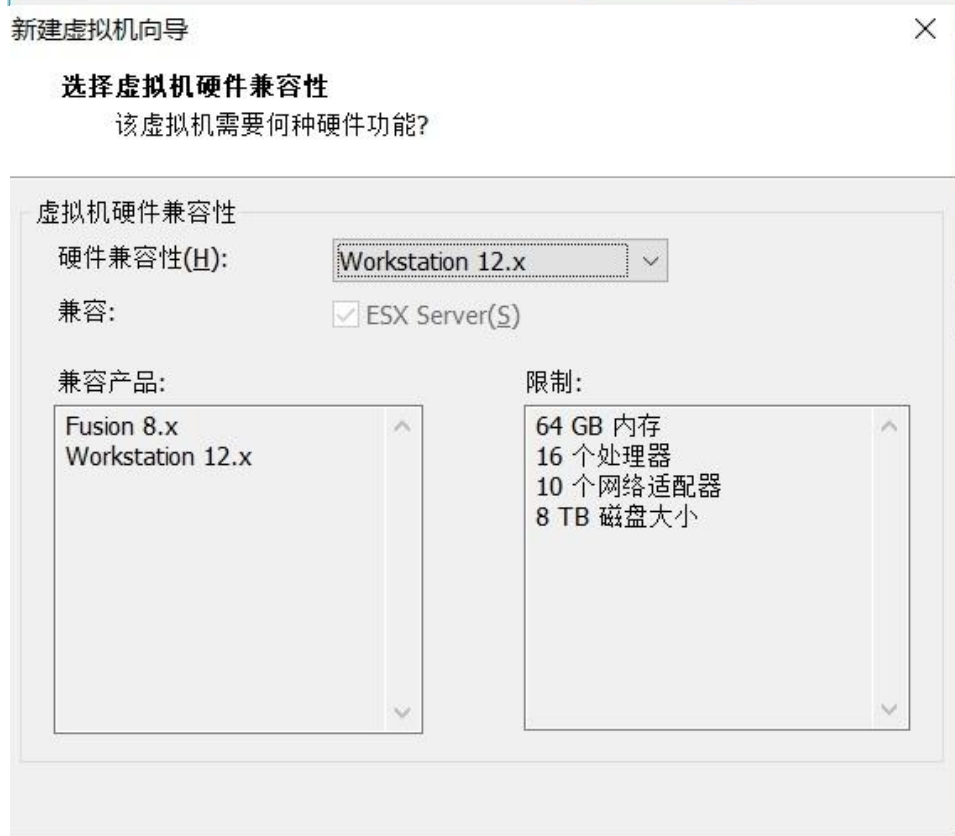 新建虚拟机向导
选择虚拟机硬件兼容性
该虚拟机需要何种硬件功能?
虚拟机硬件兼容性
硬件兼容性(H): Workstation 12.x
兼容: ESX Server(S)
兼容产品:
Fusion 8.x
Workstation 12.x
限制:
64 GB 内存
16 个处理器
10 个网络适配器
8 TB 磁盘大小